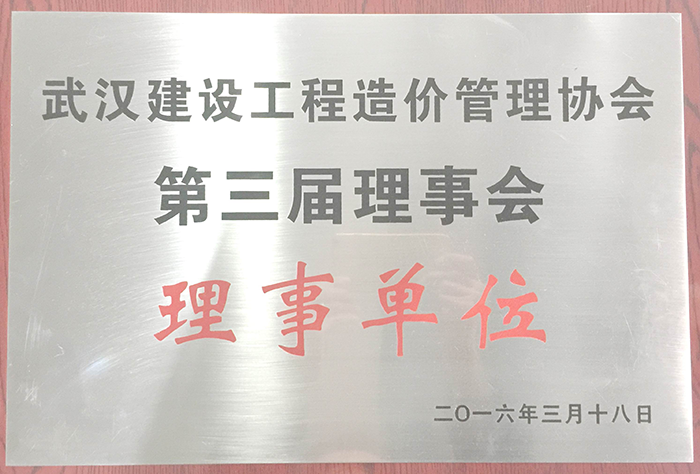 武汉建设工程造价管理协会
第三届理事会
理事单位
二〇一六年三月十八日